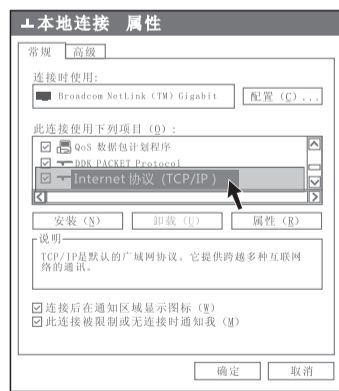 本地连接 属性
常规 高级
连接时使用:
Broadcom NetLink (TM) Gigabit 配置 (C)...
此连接使用下列项目 (O):
QoS 数据包计划程序
DDK PACKET Protocol
Internet 协议 (TCP/IP)
安装 (N) 卸载 (U) 属性 (R)
说明
TCP/IP是默认的广域网协议。它提供跨越多种互联网
络的通讯。
连接后在通知区域显示图标 (W)
此连接被限制或无连接时通知我 (M)
确定 取消